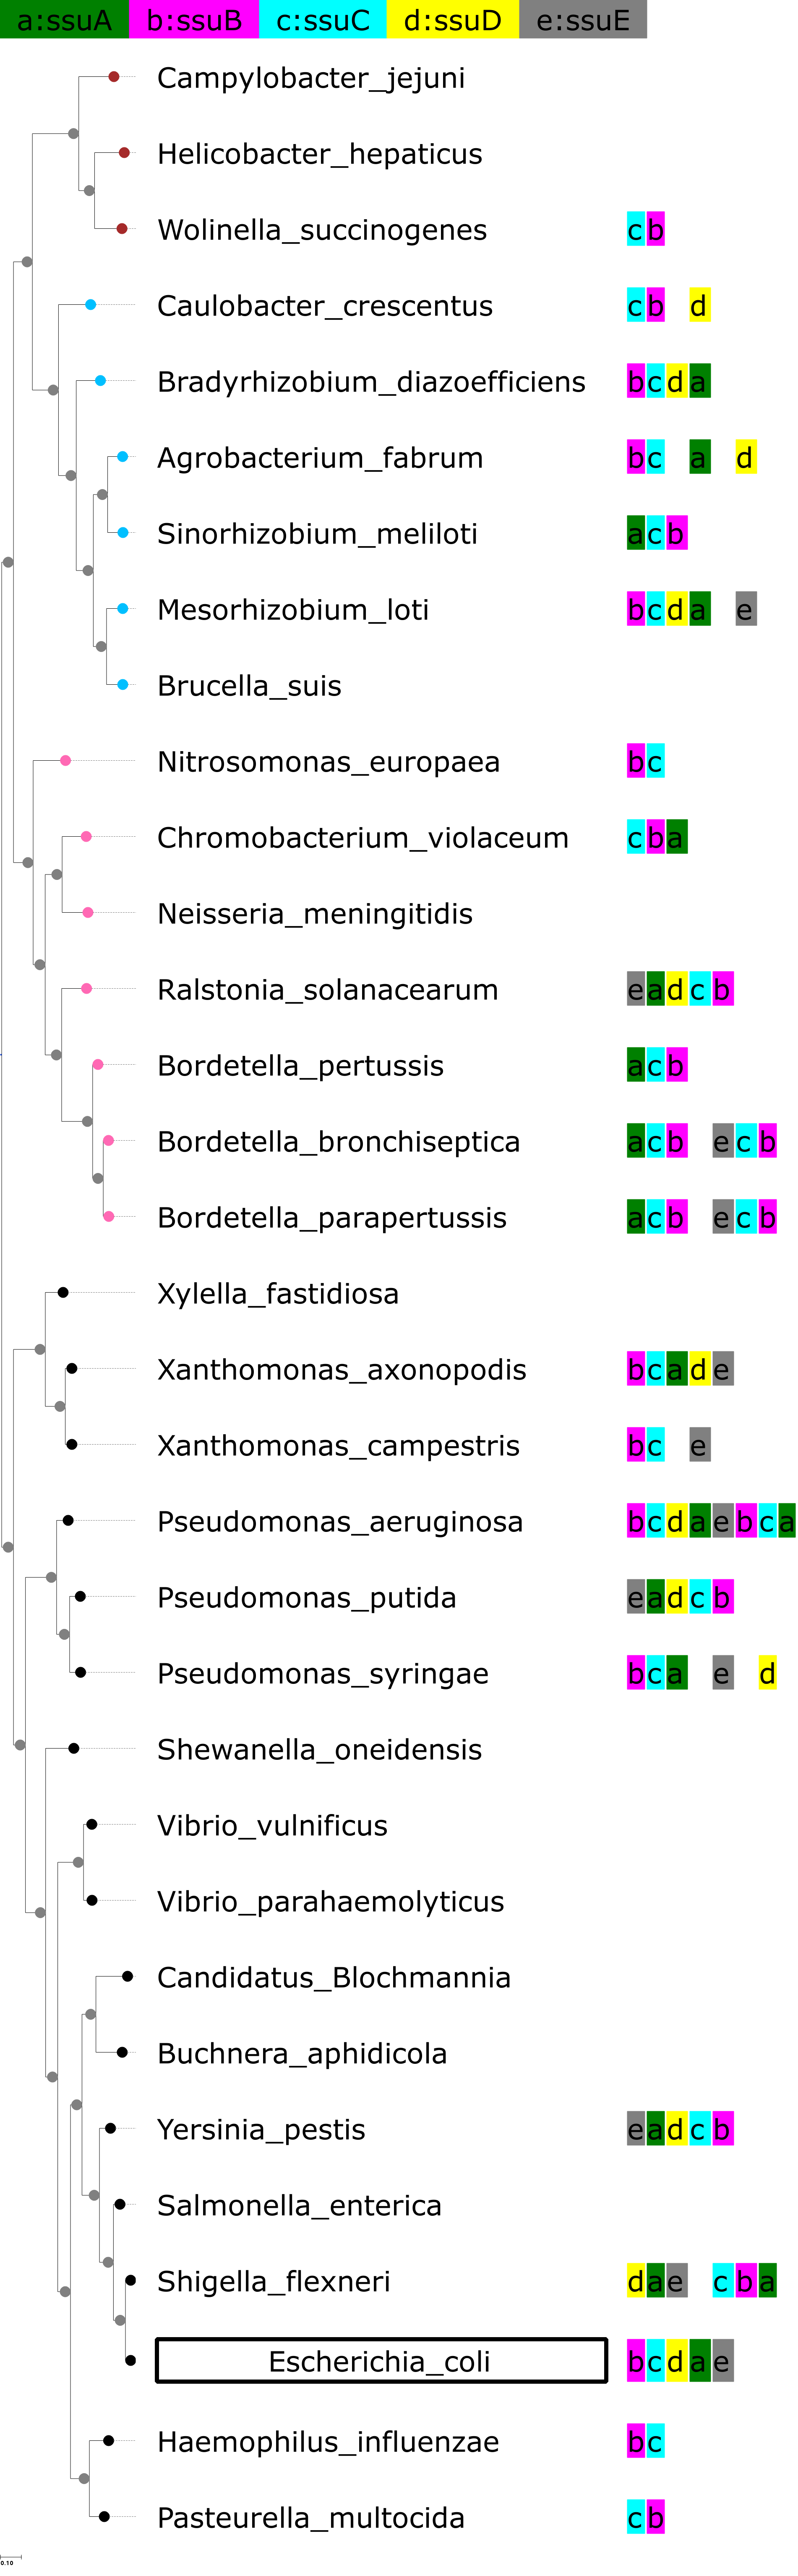 a:ssuA b:ssuB c:ssuC d:ssuD e:ssuE
Campylobacter_jejuni
Helicobacter_hepaticus
Wolinella_succinogenes cb
Caulobacter_crescentus cb d
Bradyrhizobium_diazoefficiens bcda
Agrobacterium_fabrum bc a d
Sinorhizobium_meliloti acb
Mesorhizobium_loti bcda e
Brucella_suis
Nitrosomonas_europaea bc
Chromobacterium_violaceum cba
Neisseria_meningitidis
Ralstonia_solanacearum eadcb
Bordetella_pertussis acb
Bordetella_bronchiseptica acb ecb
Bordetella_parapertussis acb ecb
Xylella_fastidiosa
Xanthomonas_axonopodis bcade
Xanthomonas_campestris bc e
Pseudomonas_aeruginosa bcdaebca
Pseudomonas_putida eadcb
Pseudomonas_syringae bca e d
Shewanella_oneidensis
Vibrio_vulnificus
Vibrio_parahaemolyticus
Candidatus_Blochmannia
Buchnera_aphidicola
Yersinia_pestis eadcb
Salmonella_enterica
Shigella_flexneri dae cba
Escherichia_coli bcdae
Haemophilus_influenzae bc
Pasteurella_multocida cb
0.10